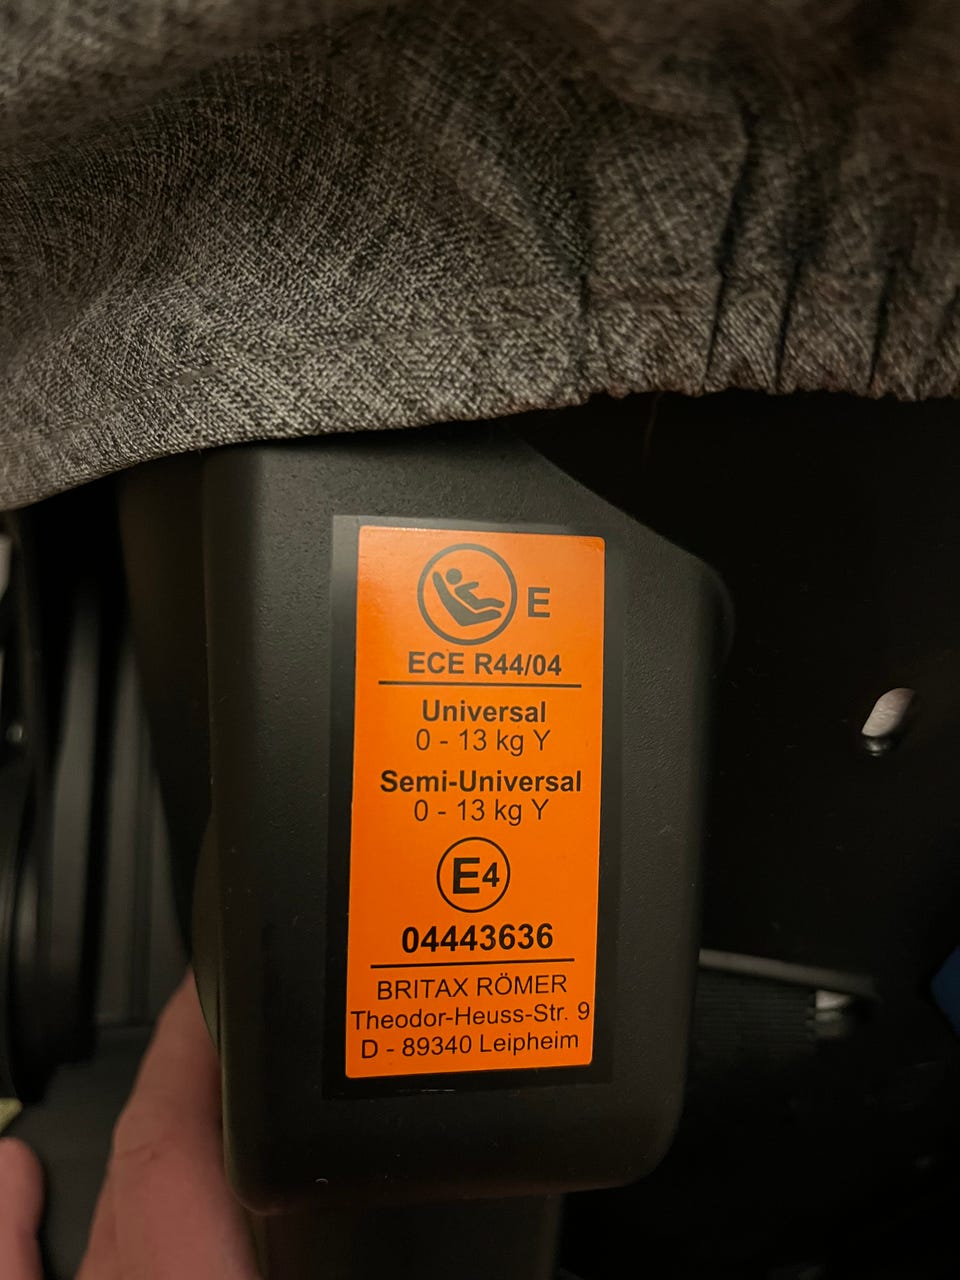 E
ECE R44/04
Universal
0 - 13 kg Y
Semi-Universal
0 - 13 kg Y
E4
04443636
BRITAX RÖMER
Theodor-Heuss-Str. 9
D - 89340 Leipheim